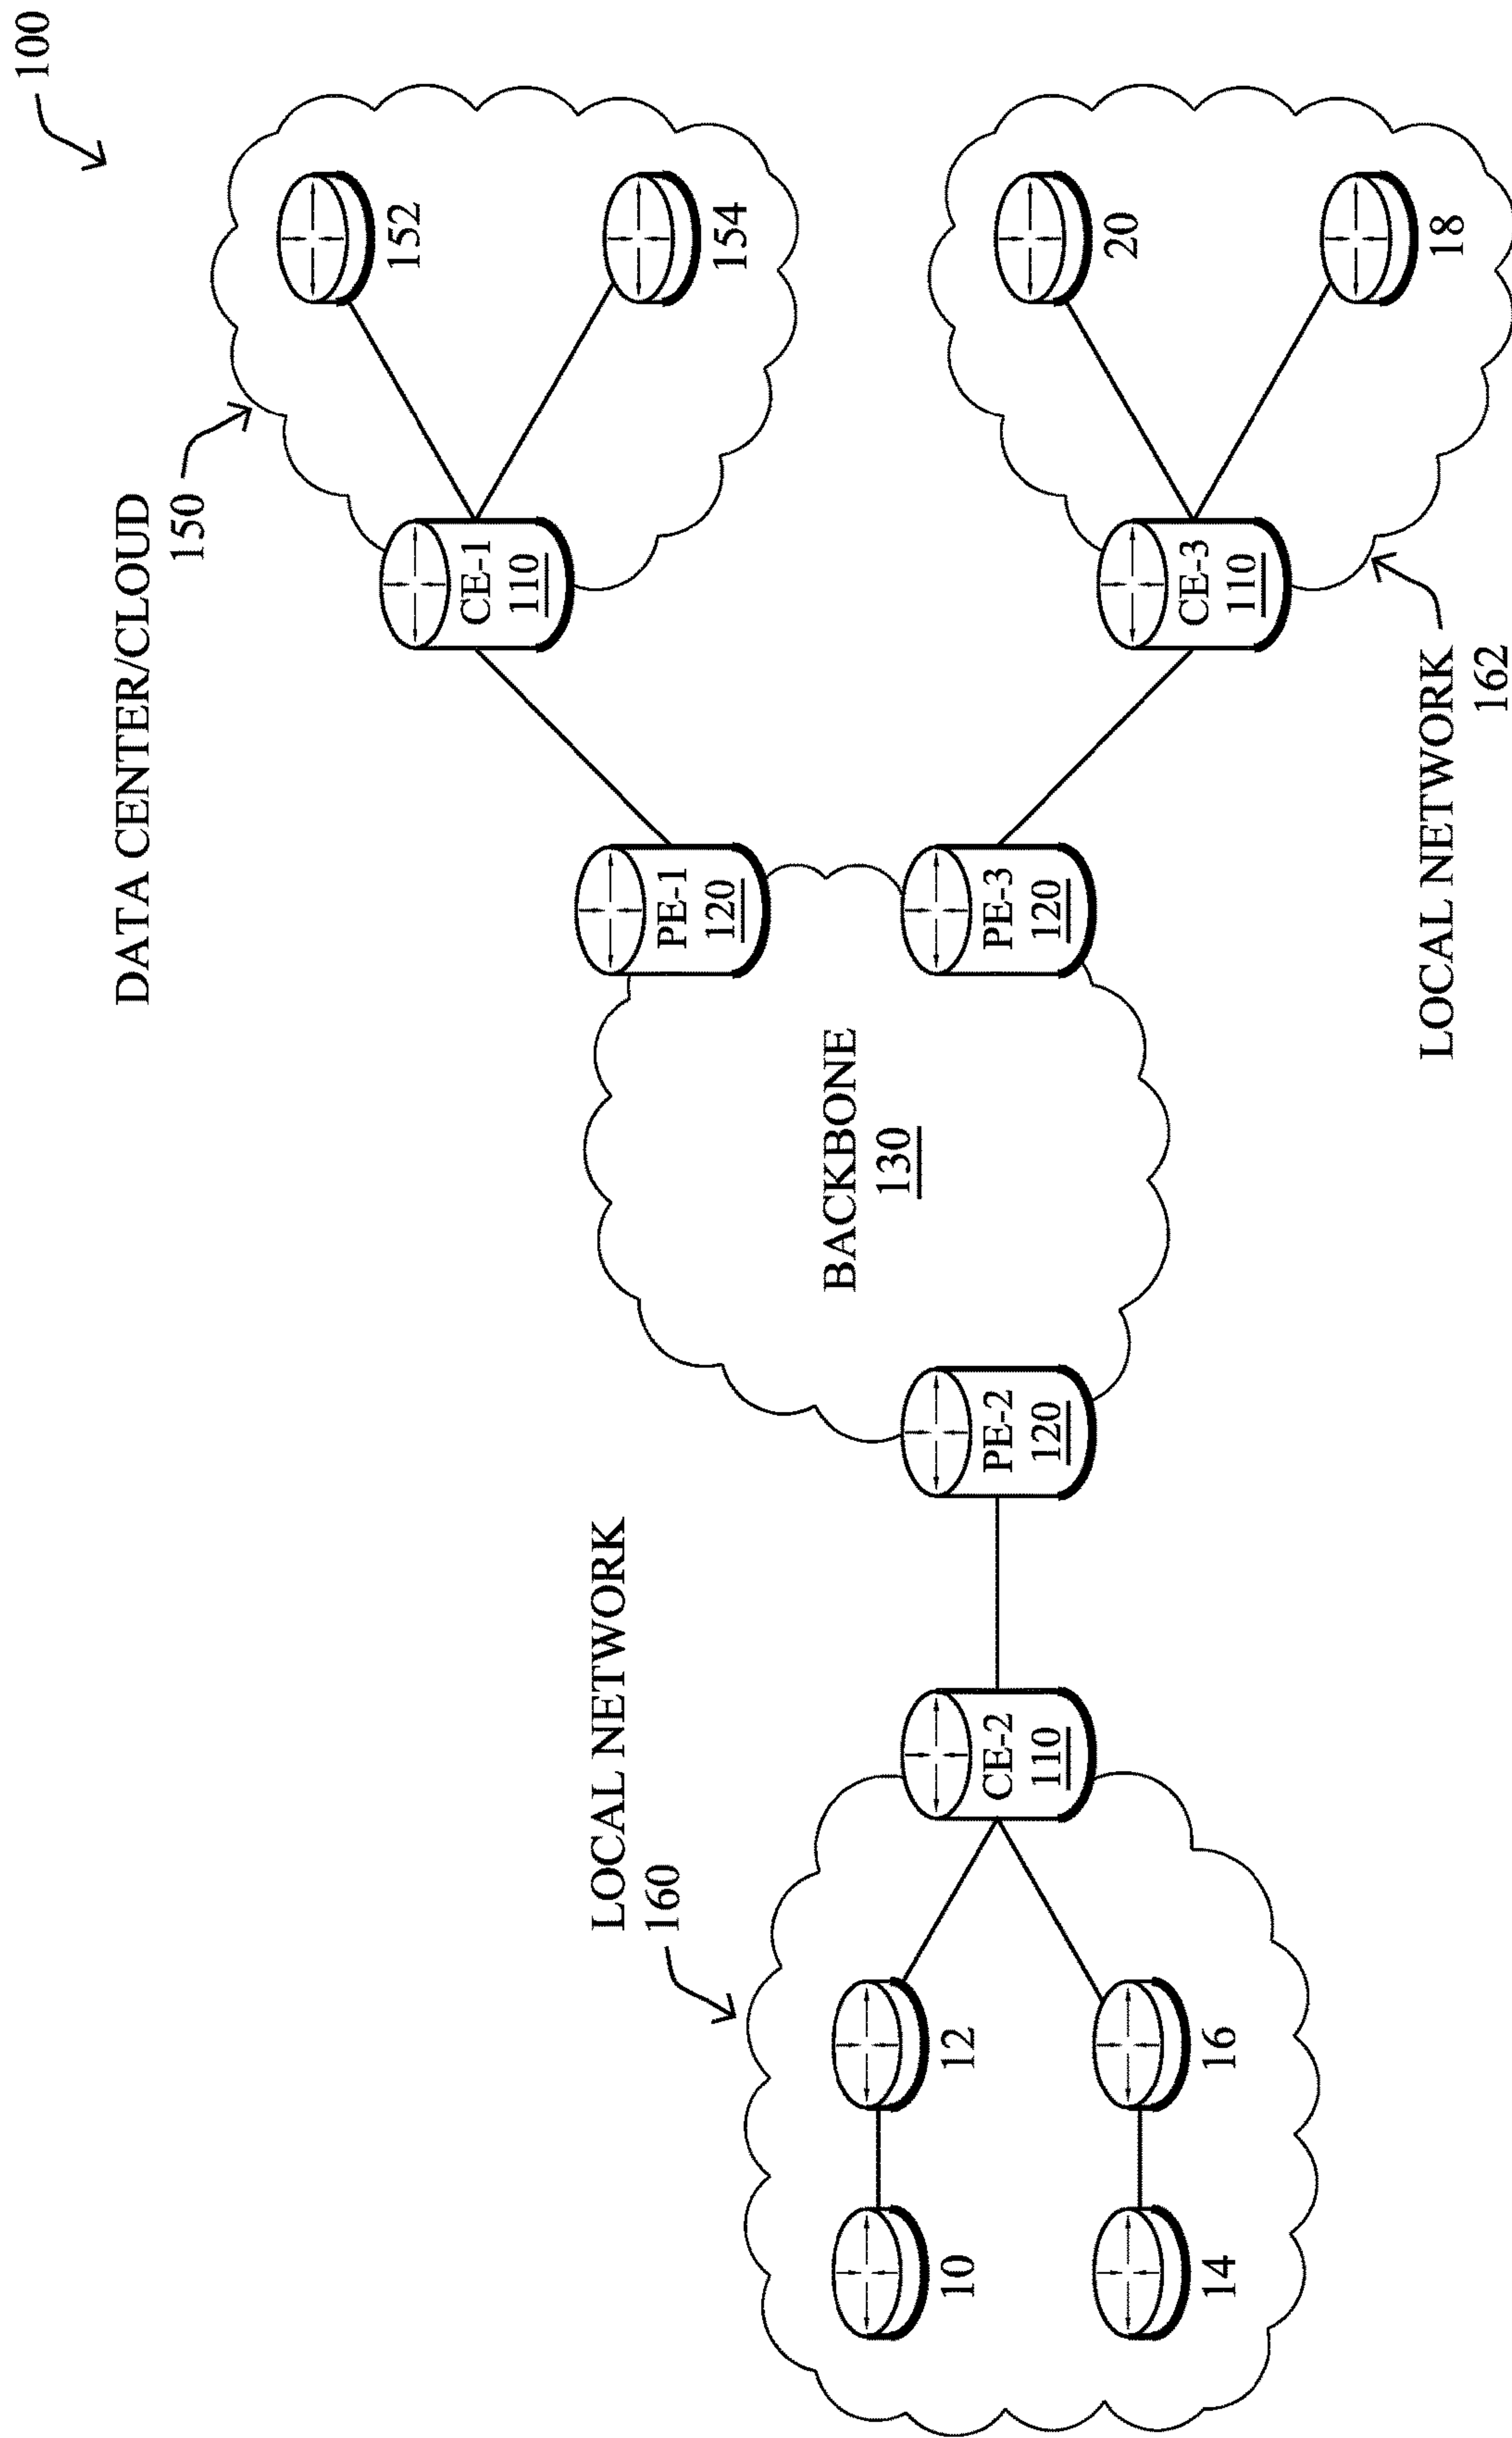 100
DATA CENTER/CLOUD
150
152
154
CE-1
110
PE-1
120
BACKBONE
130
PE-3
120
CE-3
110
20
18
LOCAL NETWORK
162
LOCAL NETWORK
160
PE-2
120
CE-2
110
12
10
16
14